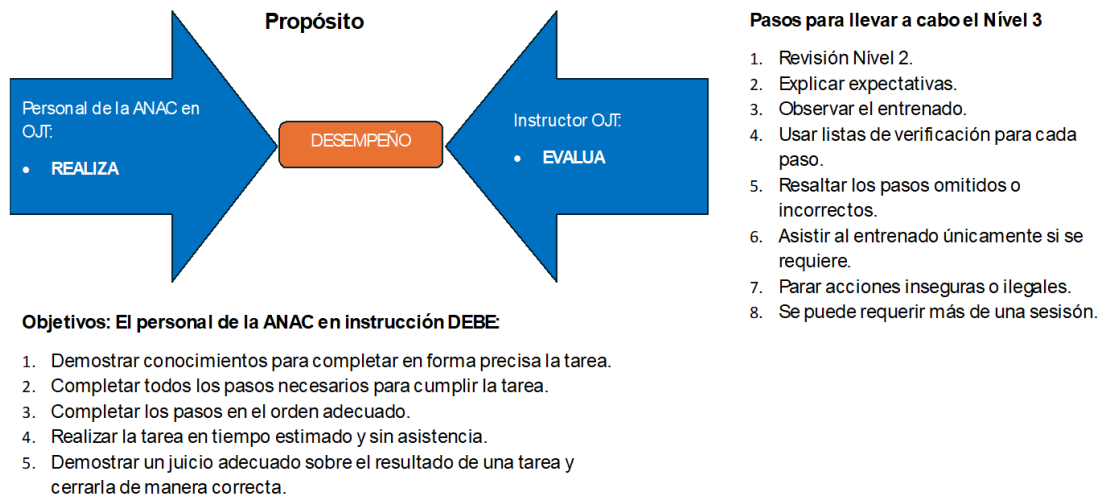 Propósito
Personal de la ANAC en
OJT:
• REALIZA
DESEMPEÑO
Instructor OJT:
• EVALUA
Objetivos: El personal de la ANAC en instrucción DEBE:
1. Demostrar conocimientos para completar en forma precisa la tarea.
2. Completar todos los pasos necesarios para cumplir la tarea.
3. Completar los pasos en el orden adecuado.
4. Realizar la tarea en tiempo estimado y sin asistencia.
5. Demostrar un juicio adecuado sobre el resultado de una tarea y
cerrarla de manera correcta.
Pasos para llevar a cabo el Nível 3
1. Revisión Nível 2.
2. Explicar expectativas.
3. Observar el entrenado.
4. Usar listas de verificación para cada
paso.
5. Resaltar los pasos omitidos o
incorrectos.
6. Asistir al entrenado únicamente si se
requiere.
7. Parar acciones inseguras o ilegales.
8. Se puede requerir más de una sesisón.